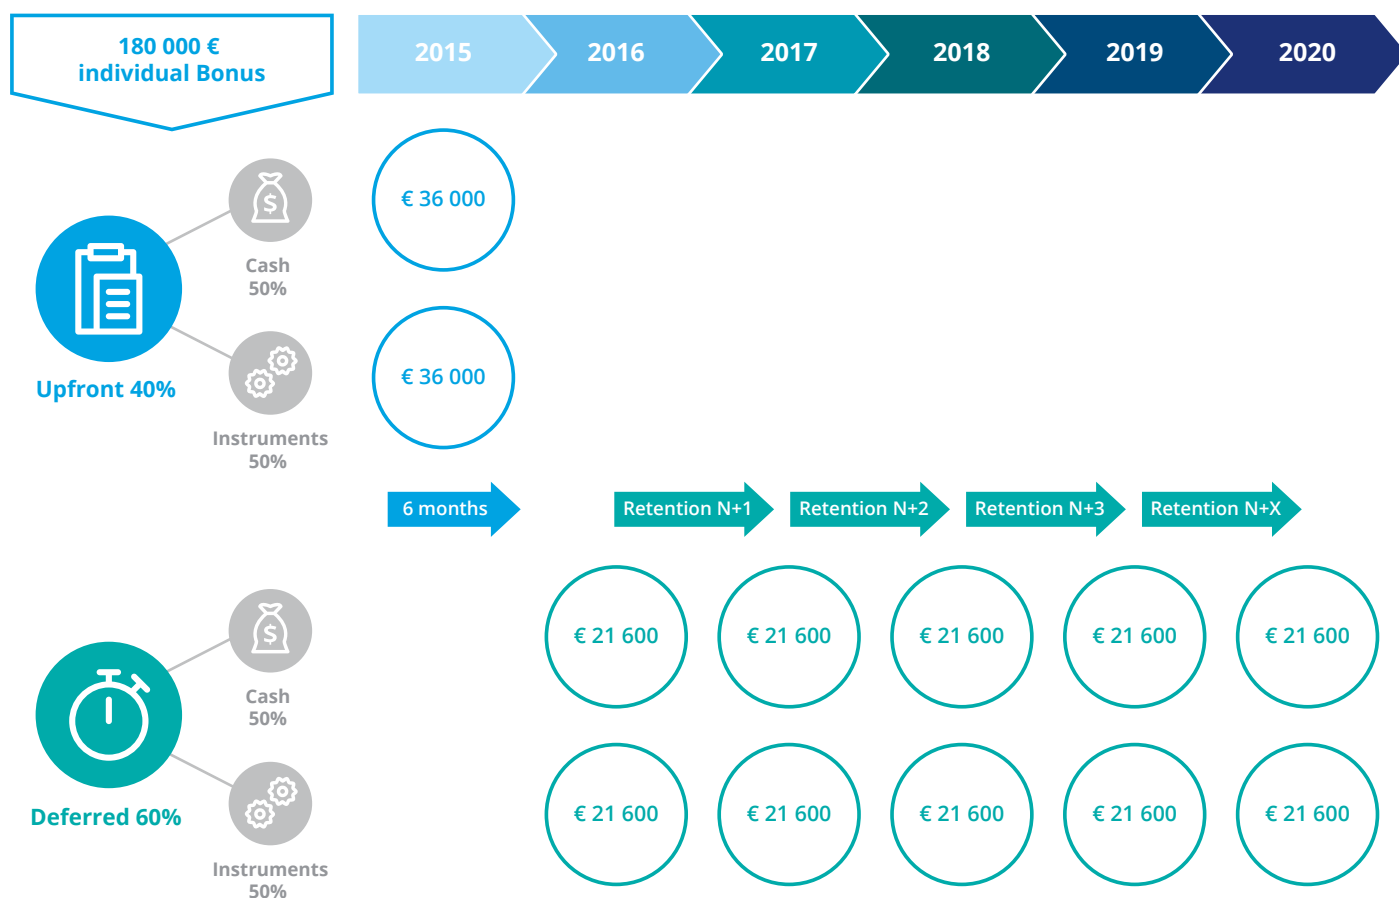 180 000 €
individual Bonus
2015
2016
2017
2018
2019
2020
$
Cash
50%
€ 36 000
Upfront 40%
Instruments
50%
€ 36 000
6 months
Retention N+1
Retention N+2
Retention N+3
Retention N+X
$
Cash
50%
€ 21 600
€ 21 600
€ 21 600
€ 21 600
€ 21 600
Deferred 60%
Instruments
50%
€ 21 600
€ 21 600
€ 21 600
€ 21 600
€ 21 600